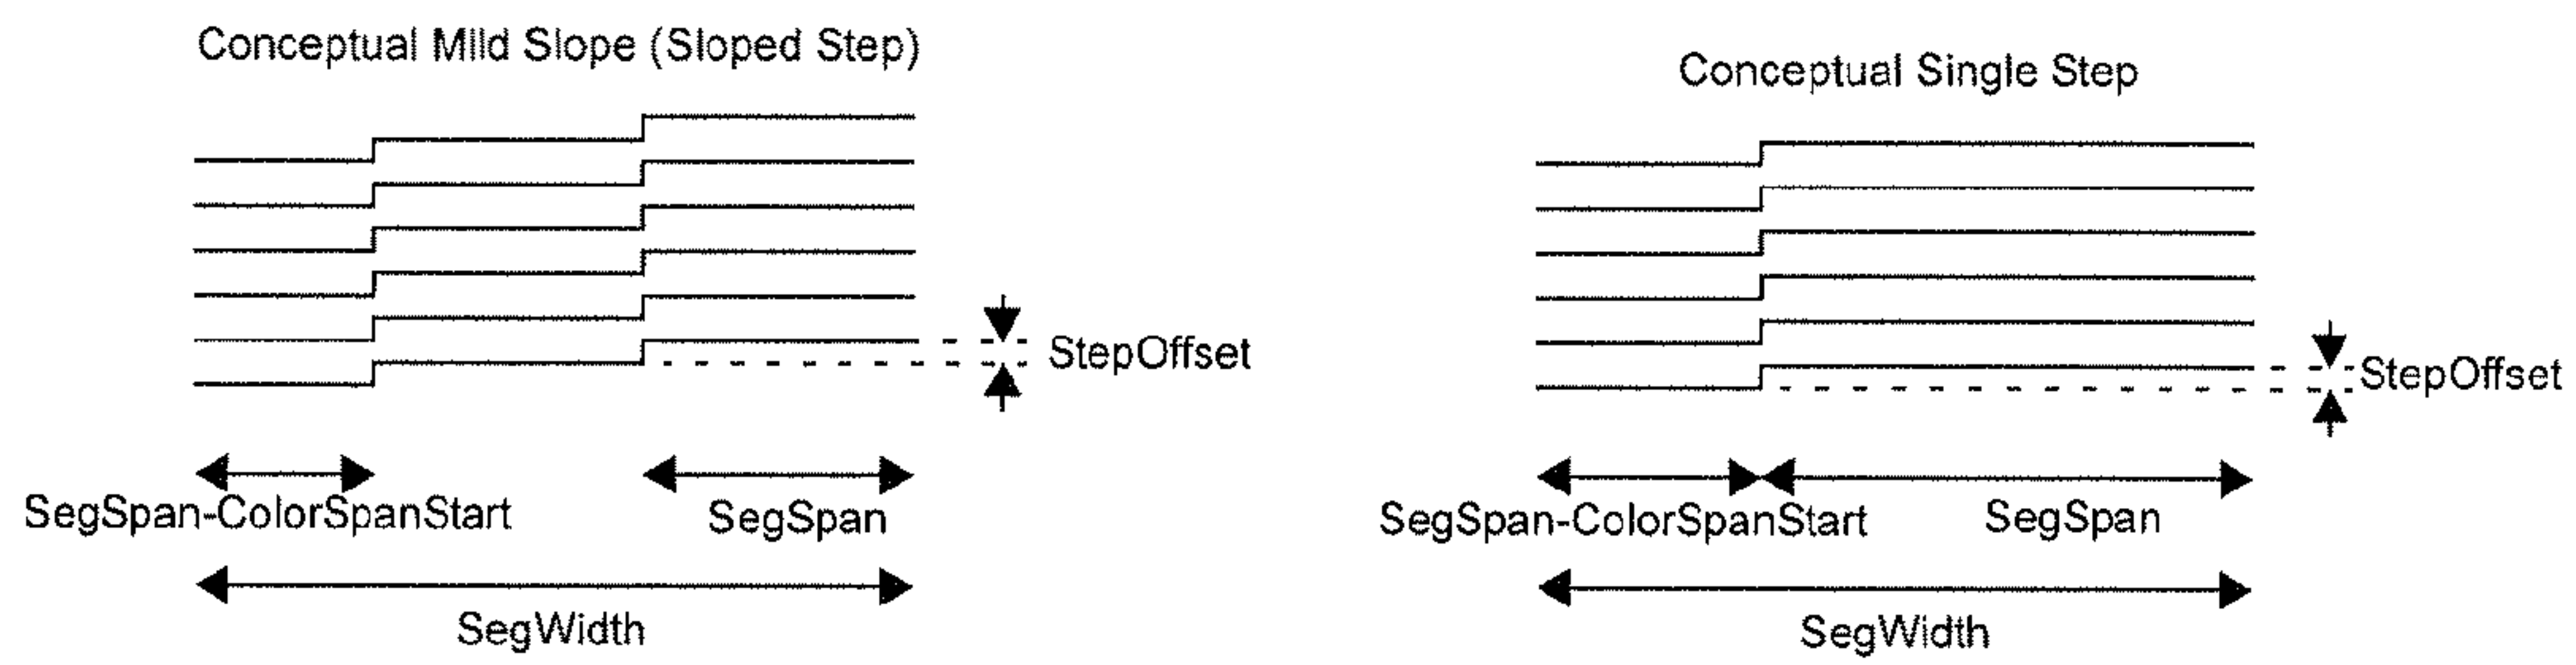 Conceptual Mild Slope (Sloped Step)
StepOffset
SegSpan-ColorSpanStart
SegSpan
SegWidth
Conceptual Single Step
StepOffset
SegSpan-ColorSpanStart
SegSpan
SegWidth